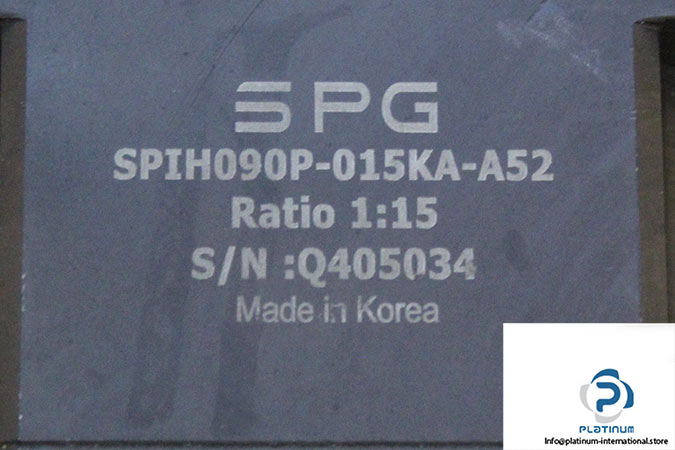 SPG
SPIH090P-015KA-A52
Ratio 1:15
S/N :Q405034
Made in Korea
PLATINUM
Info@platinum-international.store